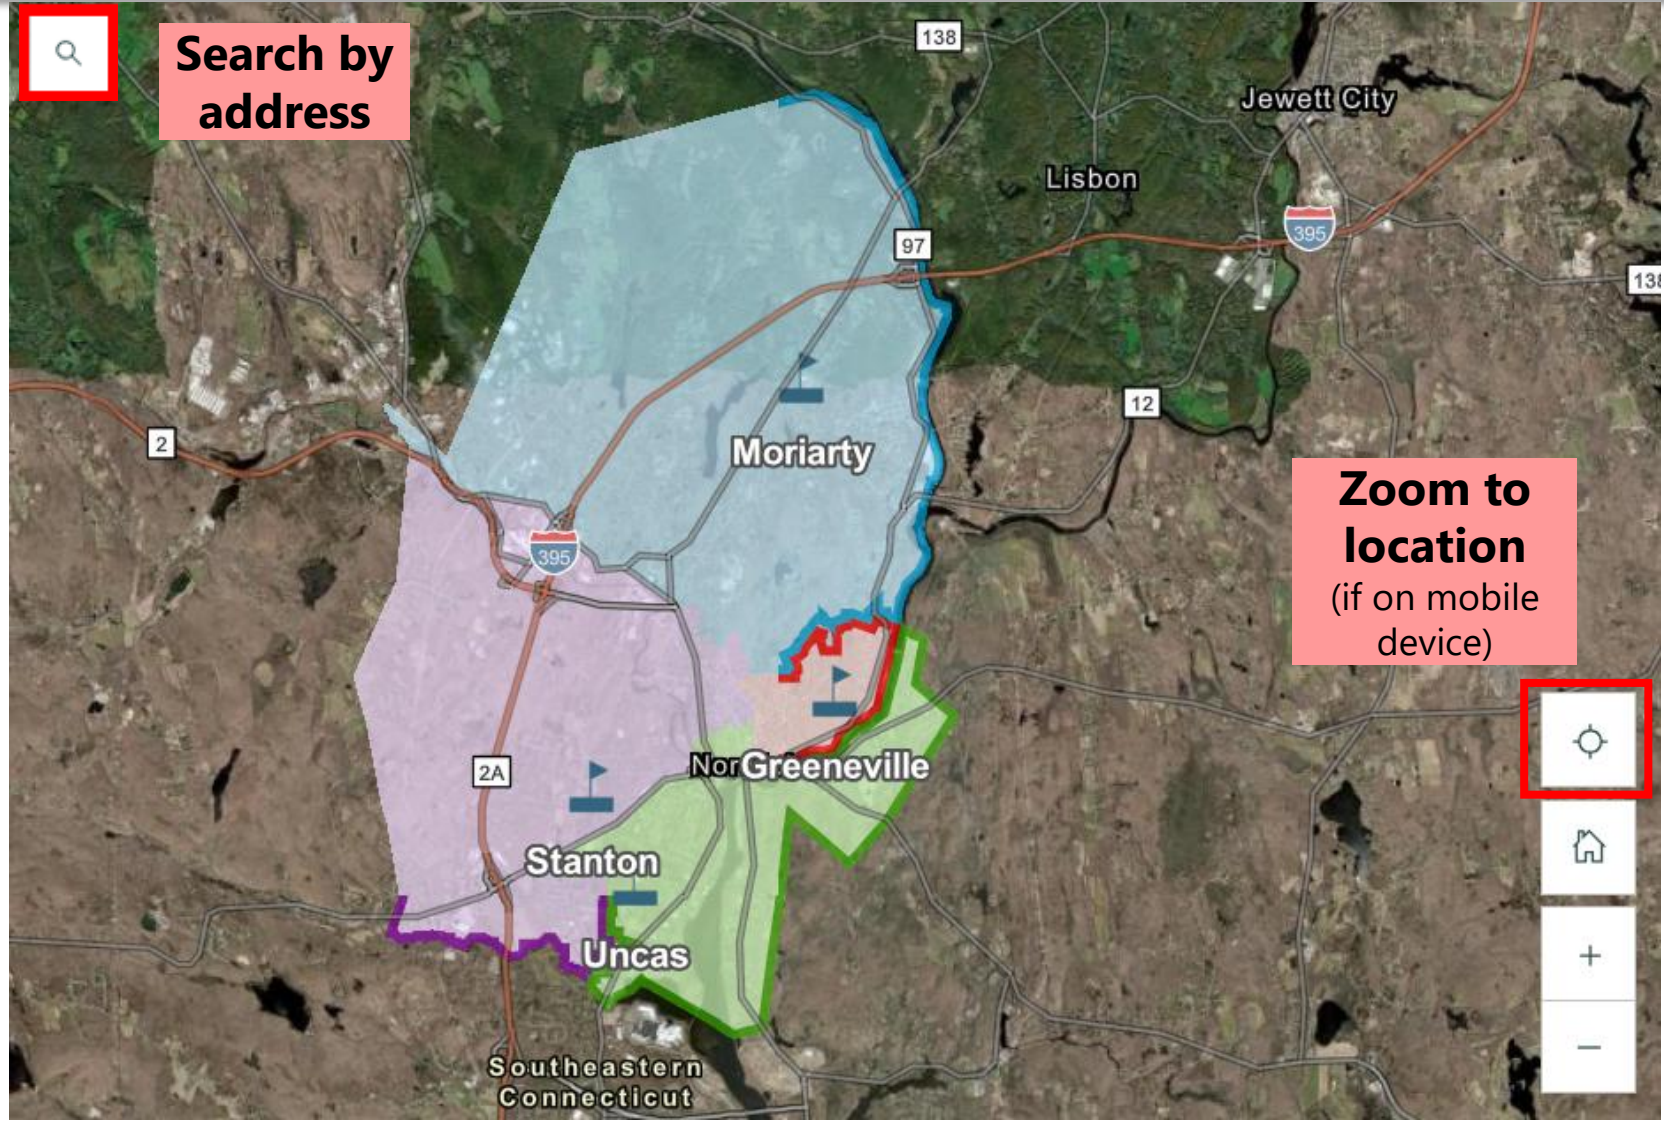 Search by
address
138
Jewett City
Lisbon
395
97
138
12
2
Moriarty
Zoom to
location
(if on mobile
device)
395
2A
Nor
Greeneville
Stanton
Uncas
+
−
Southeastern
Connecticut